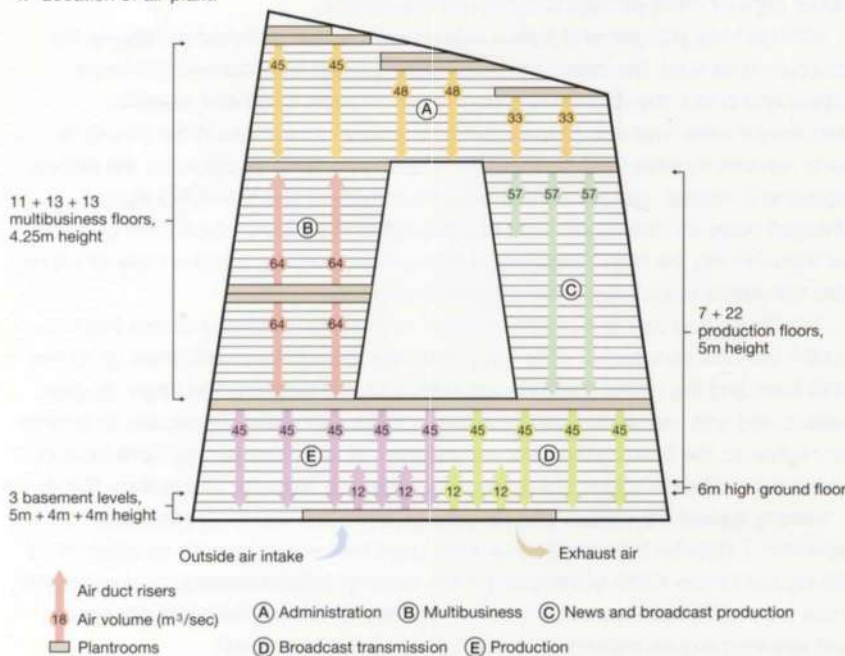 45 45
48 48
33 33
A
57 57 57
11 + 13 + 13
multibusiness floors,
4.25m height
B
64 64
C
64 64
7 + 22
production floors,
5m height
45 45 45 45 45 45 45 45 45
E
D
12 12 12 12
3 basement levels,
5m + 4m + 4m height
6m high ground floor
Outside air intake
Exhaust air
Air duct risers
18 Air volume (m³/sec)
Plantrooms
A Administration B Multibusiness C News and broadcast production
D Broadcast transmission E Production